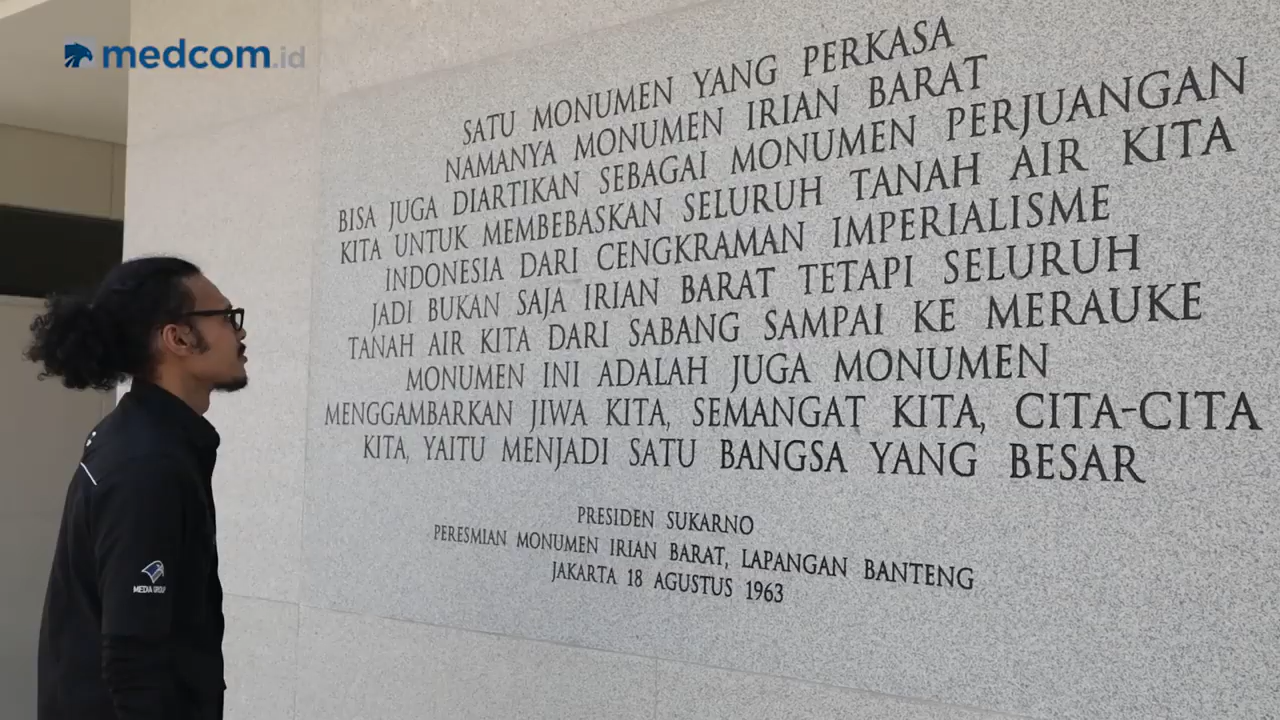 medcom.id
SATU MONUMEN YANG PERKASA
NAMANYA MONUMEN IRIAN BARAT
BISA JUGA DIARTIKAN SEBAGAI MONUMEN PERJUANGAN
KITA UNTUK MEMBEBASKAN SELURUH TANAH AIR KITA
INDONESIA DARI CENGKRAMAN IMPERIALISME
JADI BUKAN SAJA IRIAN BARAT TETAPI SELURUH
TANAH AIR KITA DARI SABANG SAMPAI KE MERAUKE
MONUMEN INI ADALAH JUGA MONUMEN
MENGGAMBARKAN JIWA KITA, SEMANGAT KITA, CITA-CITA
KITA, YAITU MENJADI SATU BANGSA YANG BESAR
PRESIDEN SUKARNO
PERESMIAN MONUMEN IRIAN BARAT, LAPANGAN BANTENG
JAKARTA 18 AGUSTUS 1963
MEDIA GROUP